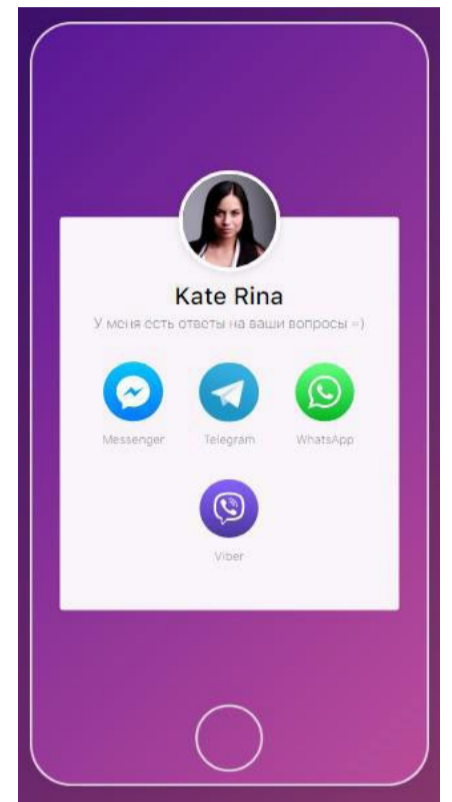 Kate Rina
У меня есть ответы на ваши вопросы =)
Messenger Telegram WhatsApp
Viber